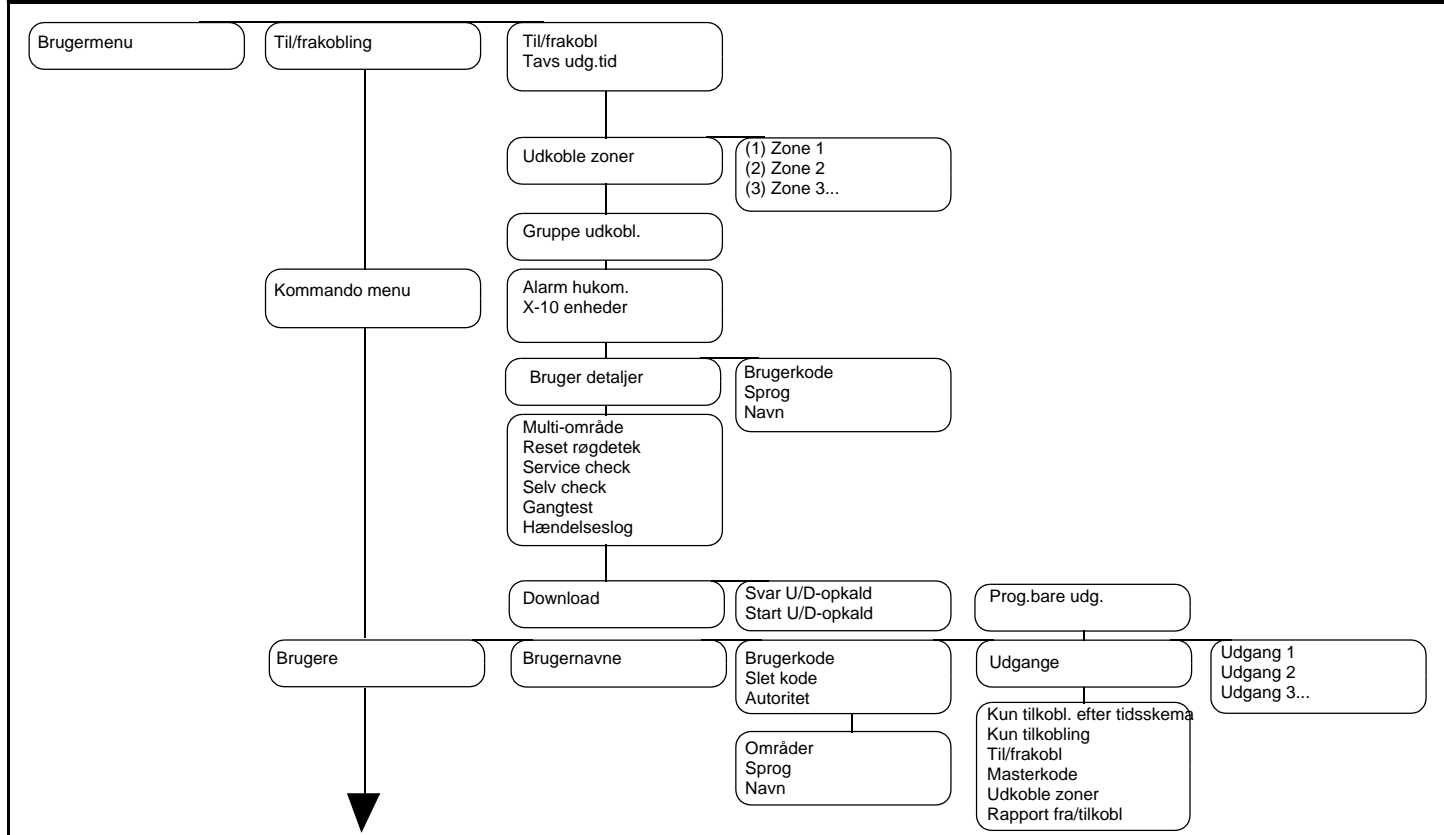 Brugermenu
Til/frakobling
Til/frakobl
Tavs udg.tid
Udkoble zoner
(1) Zone 1
(2) Zone 2
(3) Zone 3...
Gruppe udkobl.
Kommando menu
Alarm hukom.
X-10 enheder
Bruger detaljer
Brugerkode
Sprog
Navn
Multi-område
Reset røgdetek
Service check
Selv check
Gangtest
Hændelseslog
Download
Svar U/D-opkald
Start U/D-opkald
Prog.bare udg.
Brugere
Brugernavne
Brugerkode
Slet kode
Autoritet
Udgange
Udgang 1
Udgang 2
Udgang 3...
Områder
Sprog
Navn
Kun tilkobl. efter tidsskema
Kun tilkobling
Til/frakobl
Masterkode
Udkoble zoner
Rapport fra/tilkobl